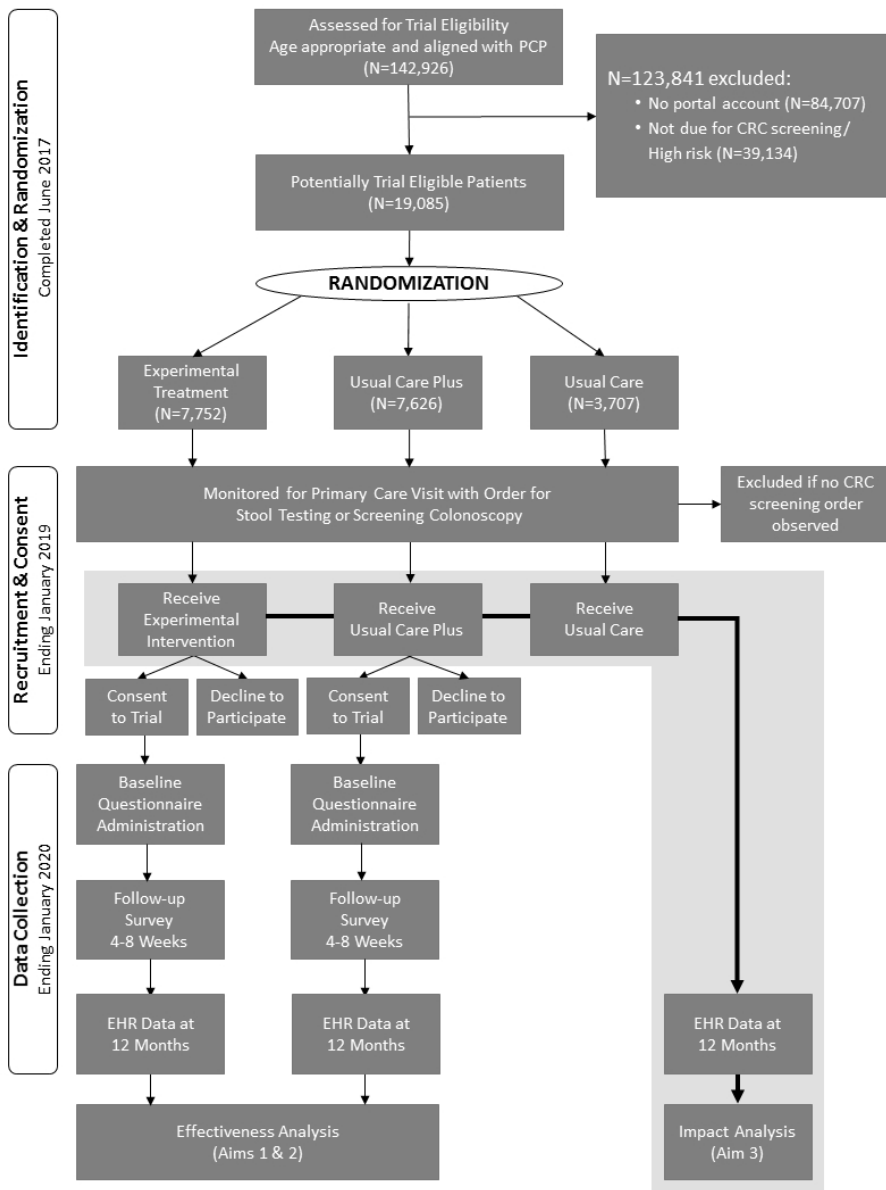 Identification & Randomization
Completed June 2017
Assessed for Trial Eligibility
Age appropriate and aligned with PCP
(N=142,926)
N=123,841 excluded:
• No portal account (N=84,707)
• Not due for CRC screening/
High risk (N=39,134)
Potentially Trial Eligible Patients
(N=19,085)
RANDOMIZATION
Experimental
Treatment
(N=7,752)
Usual Care Plus
(N=7,626)
Usual Care
(N=3,707)
Recruitment & Consent
Ending January 2019
Monitored for Primary Care Visit with Order for
Stool Testing or Screening Colonoscopy
Excluded if no CRC
screening order
observed
Receive
Experimental
Intervention
Receive
Usual Care Plus
Receive
Usual Care
Consent
to Trial
Decline to
Participate
Consent
to Trial
Decline to
Participate
Data Collection
Ending January 2020
Baseline
Questionnaire
Administration
Baseline
Questionnaire
Administration
Follow-up
Survey
4-8 Weeks
Follow-up
Survey
4-8 Weeks
EHR Data at
12 Months
EHR Data at
12 Months
EHR Data at
12 Months
Effectiveness Analysis
(Aims 1 & 2)
Impact Analysis
(Aim 3)